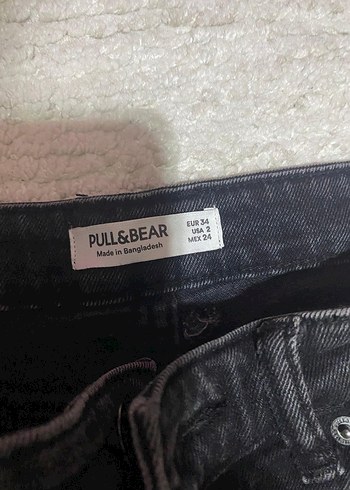 PULL&BEAR
Made in Bangladesh
EUR 34
USA 2
MEX 24